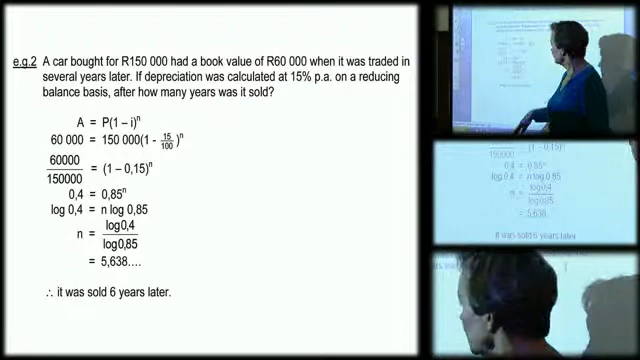 e.g.2 A car bought for R150 000 had a book value of R60 000 when it was traded in
several years later. If depreciation was calculated at 15% p.a. on a reducing
balance basis, after how many years was it sold?
A = P(1 – i)ⁿ
60 000 = 150 000(1 - 15/100)ⁿ
60000/150000 = (1 – 0,15)ⁿ
0,4 = 0,85ⁿ
log 0,4 = n log 0,85
n = log0,4/log0,85
= 5,638....
∴ it was sold 6 years later.
150000 = (1 – 0,15)ⁿ
0,4 = 0,85ⁿ
log 0,4 = n log 0,85
n = log0,4/log0,85
= 5,638.
it was sold 6 years later